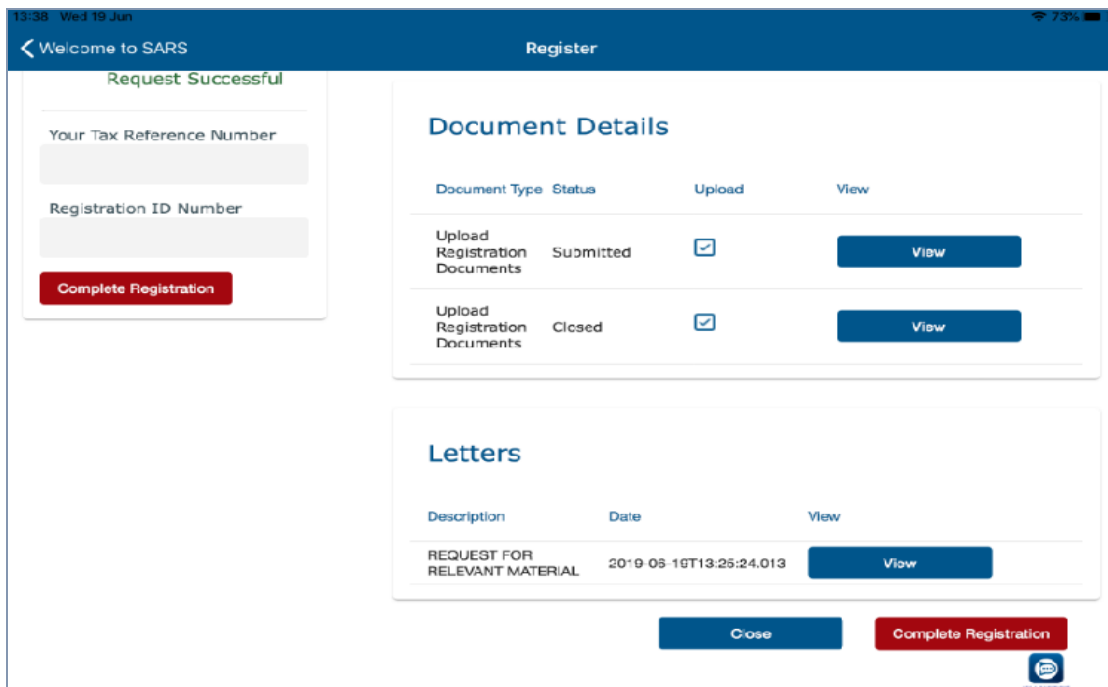 13:38 Wed 19 Jun
73%
Welcome to SARS
Register
Request Successful
Your Tax Reference Number
Registration ID Number
Complete Registration
Document Details
Document Type Status Upload View
Upload
Registration
Documents
Submitted
View
Upload
Registration
Documents
Closed
View
Letters
Description Date View
REQUEST FOR
RELEVANT MATERIAL
2019-06-19T13:25:24.013
View
Close
Complete Registration